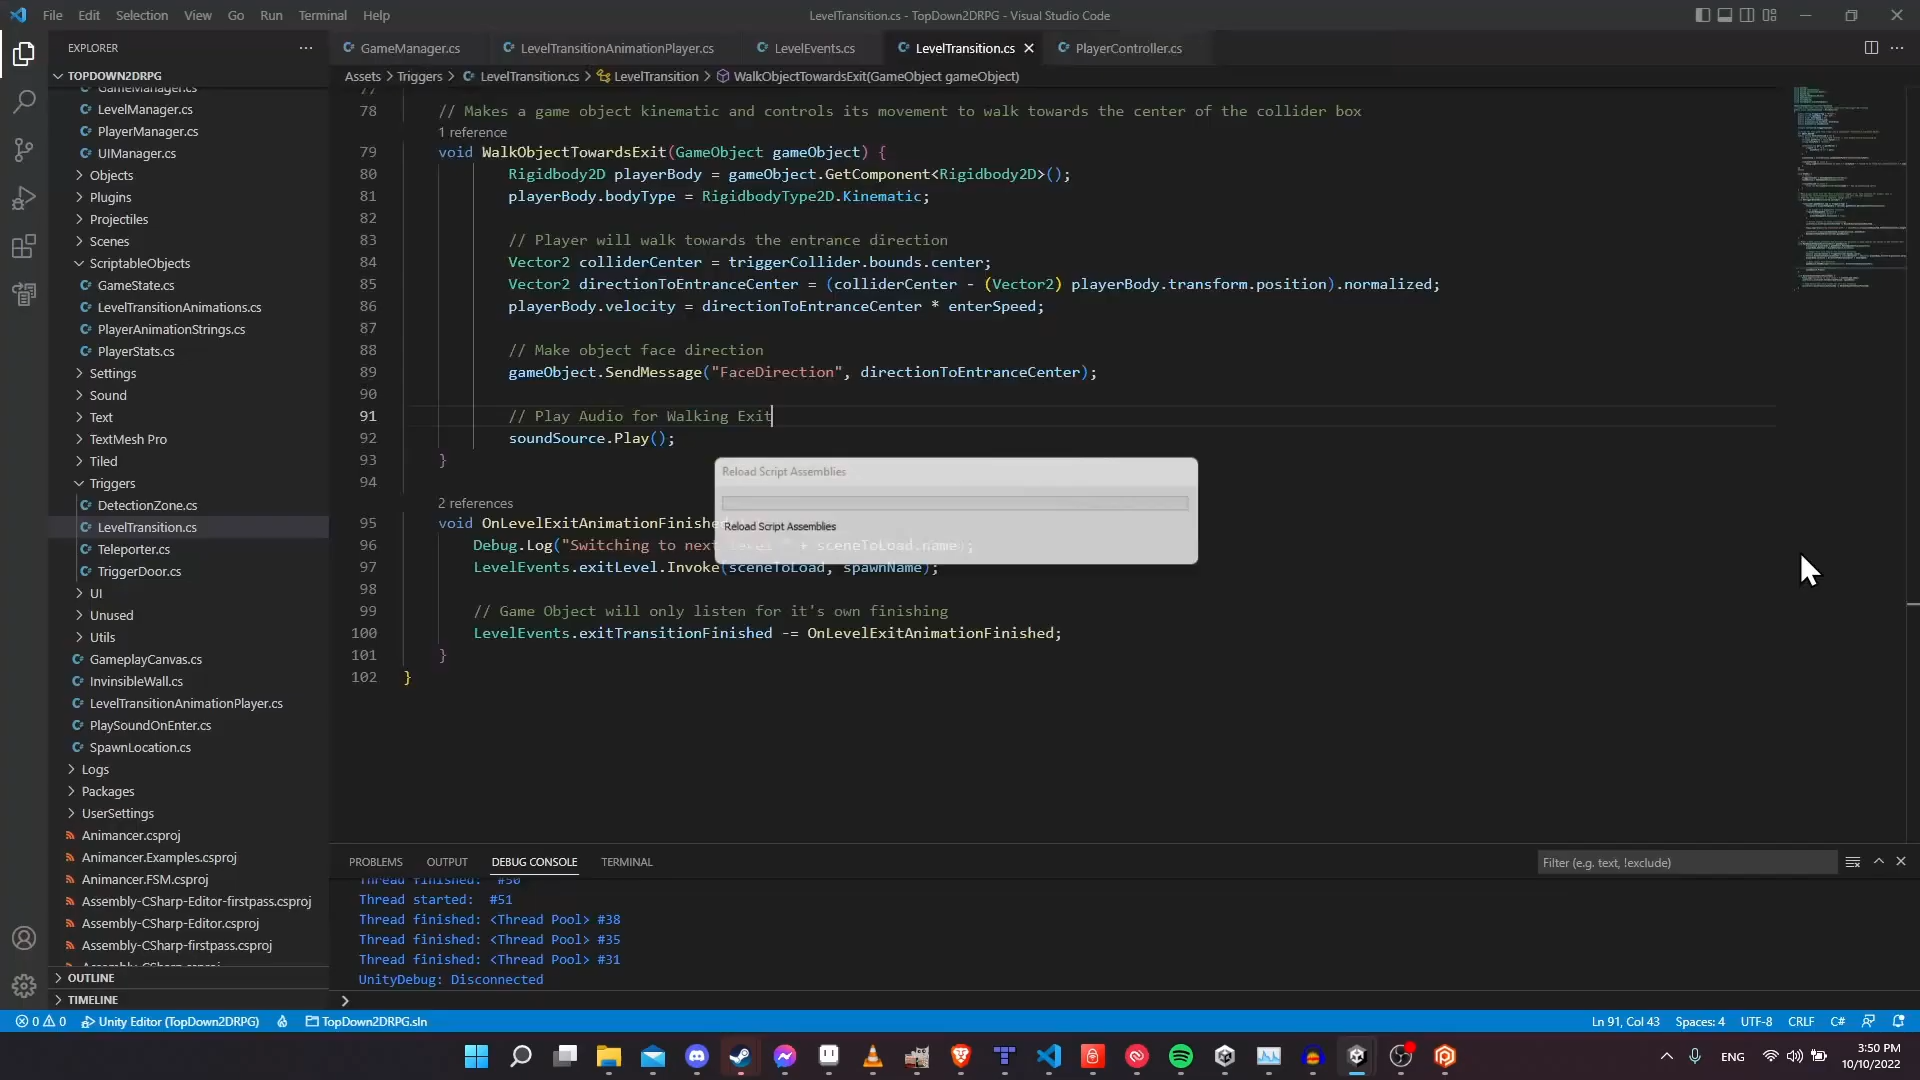 File Edit Selection View Go Run Terminal Help
LevelTransition.cs - TopDown2DRPG - Visual Studio Code
EXPLORER
GameManager.cs
LevelTransitionAnimationPlayer.cs
LevelEvents.cs
LevelTransition.cs
PlayerController.cs
Assets > Triggers > LevelTransition.cs > LevelTransition > WalkObjectTowardsExit(GameObject gameObject)
TOPDOWN2DRPG
GameManager.cs
LevelManager.cs
PlayerManager.cs
UIManager.cs
Objects
Plugins
Projectiles
Scenes
ScriptableObjects
GameState.cs
LevelTransitionAnimations.cs
PlayerAnimationStrings.cs
PlayerStats.cs
Settings
Sound
Text
TextMesh Pro
Tiled
Triggers
DetectionZone.cs
LevelTransition.cs
Teleporter.cs
TriggerDoor.cs
UI
Unused
Utils
GameplayCanvas.cs
InvinsibleWall.cs
LevelTransitionAnimationPlayer.cs
PlaySoundOnEnter.cs
SpawnLocation.cs
Logs
Packages
UserSettings
Animancer.csproj
Animancer.Examples.csproj
Animancer.FSM.csproj
Assembly-CSharp-Editor-firstpass.csproj
Assembly-CSharp-Editor.csproj
Assembly-CSharp-firstpass.csproj
Assembly-CSharp.csproj
OUTLINE
TIMELINE
77
78 // Makes a game object kinematic and controls its movement to walk towards the center of the collider box
1 reference
79 void WalkObjectTowardsExit(GameObject gameObject) {
80 Rigidbody2D playerBody = gameObject.GetComponent<Rigidbody2D>();
81 playerBody.bodyType = RigidbodyType2D.Kinematic;
82
83 // Player will walk towards the entrance direction
84 Vector2 colliderCenter = triggerCollider.bounds.center;
85 Vector2 directionToEntranceCenter = (colliderCenter - (Vector2) playerBody.transform.position).normalized;
86 playerBody.velocity = directionToEntranceCenter * enterSpeed;
87
88 // Make object face direction
89 gameObject.SendMessage("FaceDirection", directionToEntranceCenter);
90
91 // Play Audio for Walking Exit
92 soundSource.Play();
93 }
94
2 references
95 void OnLevelExitAnimationFinished
96 Debug.Log("Switching to next level " + sceneToLoad.name);
97 LevelEvents.exitLevel.Invoke(sceneToLoad, spawnName);
98
99 // Game Object will only listen for it's own finishing
100 LevelEvents.exitTransitionFinished -= OnLevelExitAnimationFinished;
101 }
102 }
Reload Script Assemblies
Reload Script Assemblies
PROBLEMS OUTPUT DEBUG CONSOLE TERMINAL
Filter (e.g. text, !exclude)
Thread finished: #50
Thread started: #51
Thread finished: <Thread Pool> #38
Thread finished: <Thread Pool> #35
Thread finished: <Thread Pool> #31
UnityDebug: Disconnected
0 0 Unity Editor (TopDown2DRPG) TopDown2DRPG.sln
Ln 91, Col 43 Spaces: 4 UTF-8 CRLF C#
ENG
3:50 PM
10/10/2022